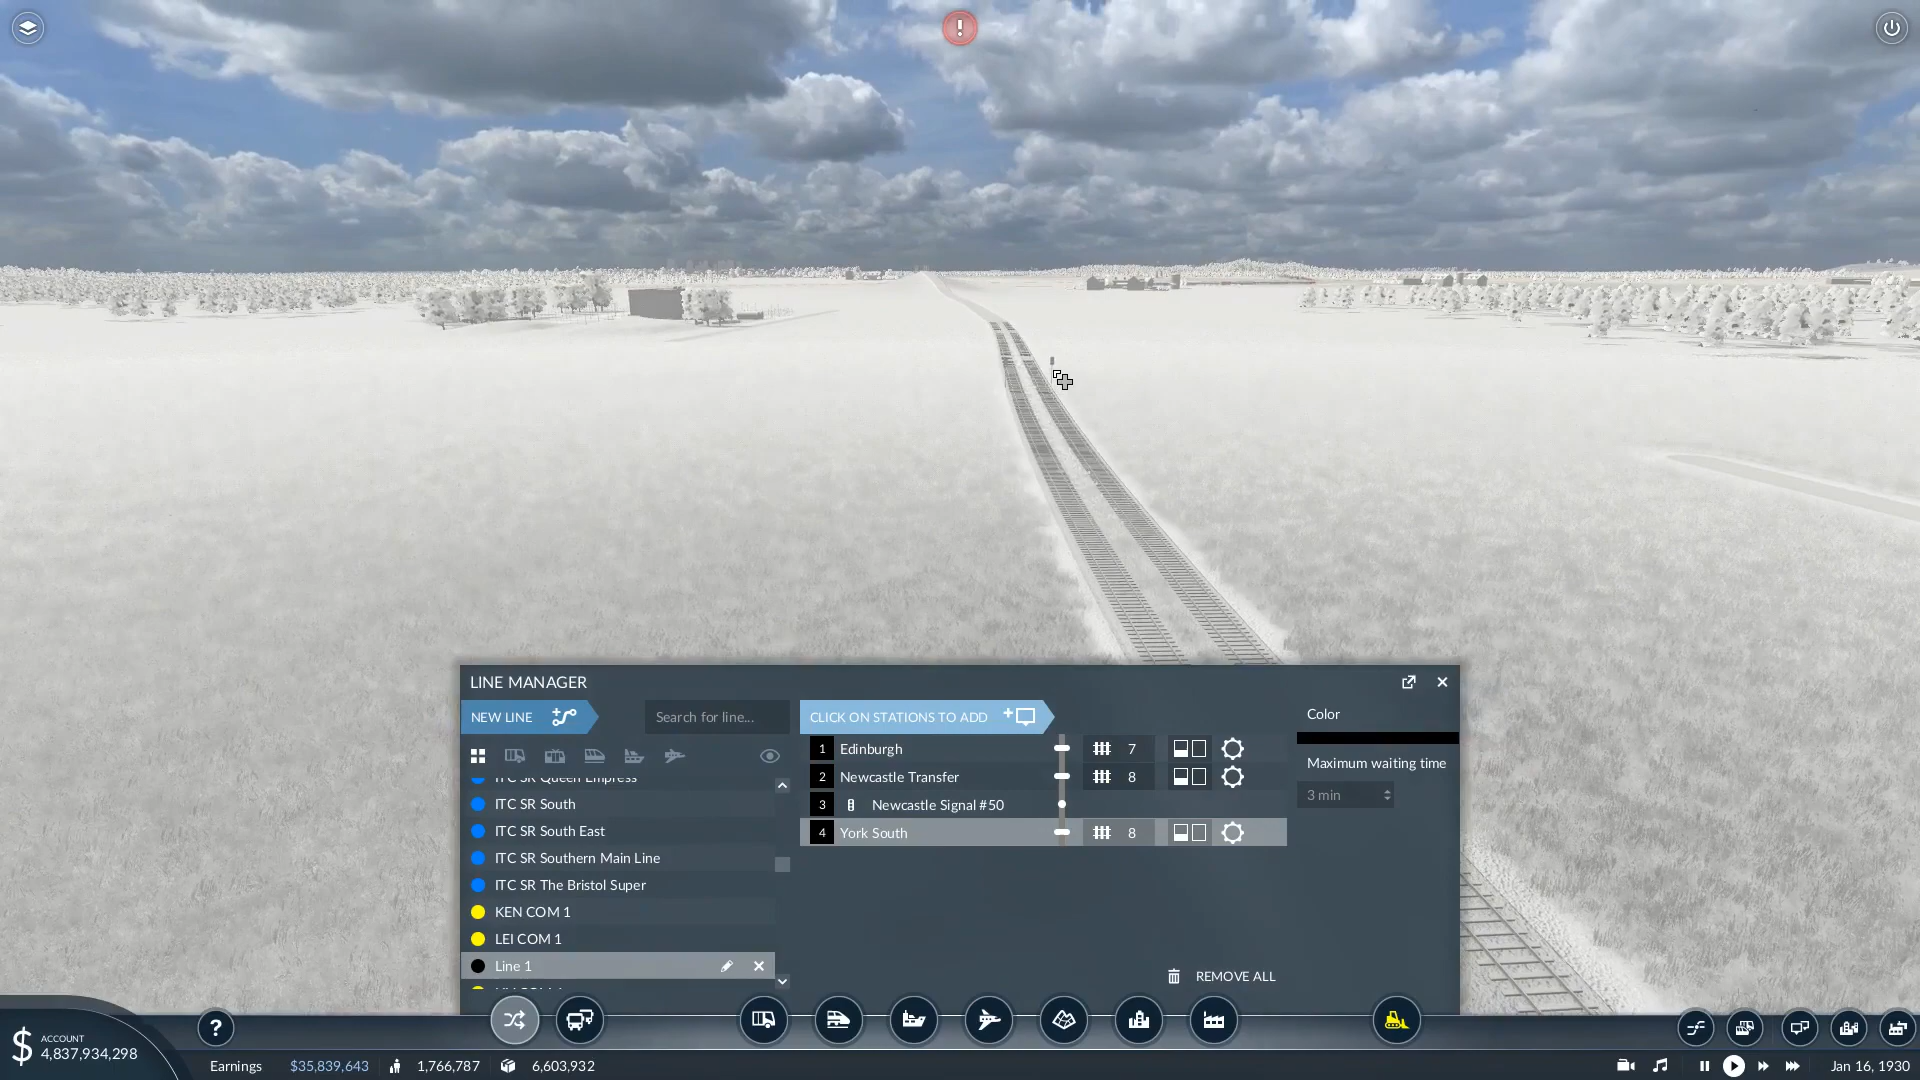 LINE MANAGER
NEW LINE
Search for line...
CLICK ON STATIONS TO ADD
Color
1 Edinburgh 7
2 Newcastle Transfer 8
Maximum waiting time
3 min
3 Newcastle Signal #50
4 York South 8
ITC SR Queen Empress
ITC SR South
ITC SR South East
ITC SR Southern Main Line
ITC SR The Bristol Super
KEN COM 1
LEI COM 1
Line 1
REMOVE ALL
?
$ ACCOUNT
4,837,934,298
Earnings $35,839,643 1,766,787 6,603,932
Jan 16, 1930